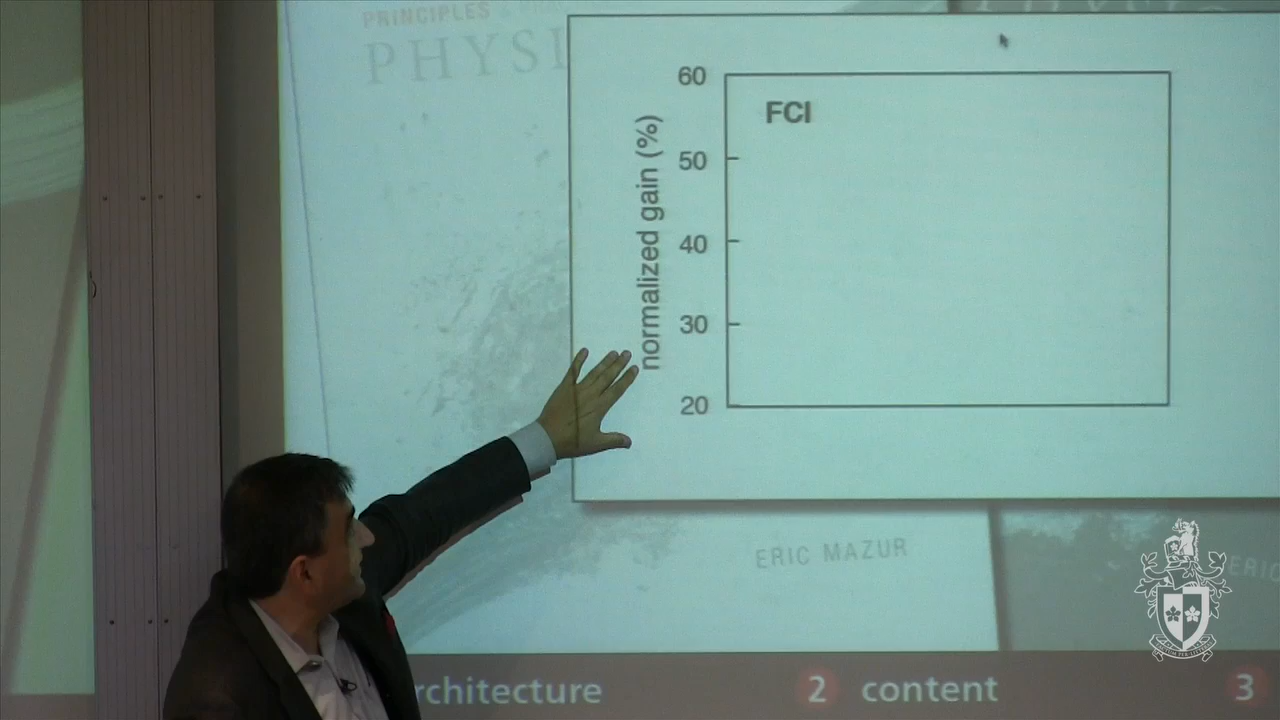 PRINCIPLES
PHYSI
60
FCI
50
40
30
20
normalized gain (%)
ERIC MAZUR
ERIC
rchitecture
2 content
3